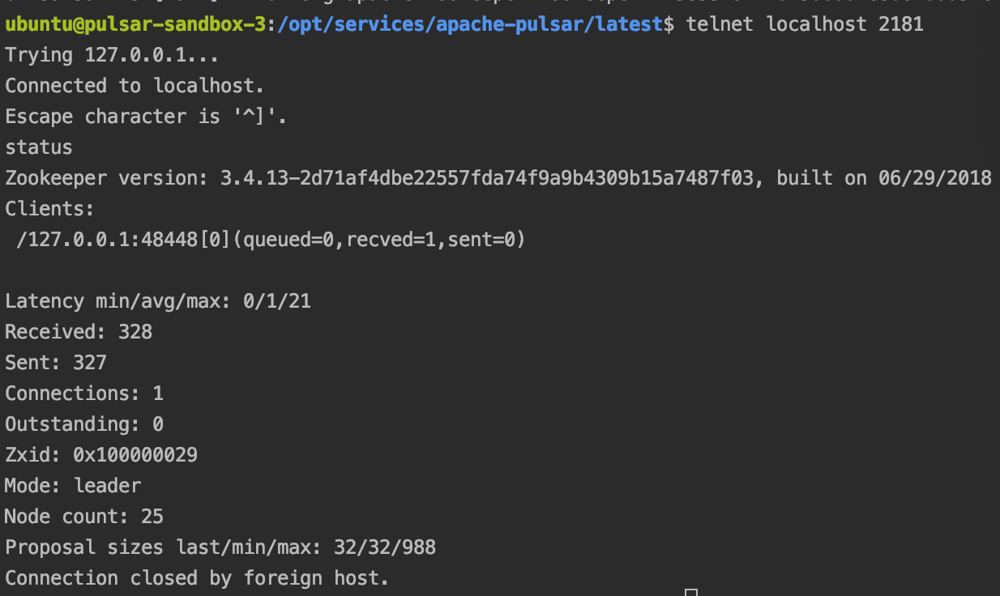 ubuntu@pulsar-sandbox-3:/opt/services/apache-pulsar/latest$ telnet localhost 2181
Trying 127.0.0.1...
Connected to localhost.
Escape character is '^]'.
status
Zookeeper version: 3.4.13-2d71af4dbe22557fda74f9a9b4309b15a7487f03, built on 06/29/2018
Clients:
 /127.0.0.1:48448[0](queued=0,recved=1,sent=0)

Latency min/avg/max: 0/1/21
Received: 328
Sent: 327
Connections: 1
Outstanding: 0
Zxid: 0x100000029
Mode: leader
Node count: 25
Proposal sizes last/min/max: 32/32/988
Connection closed by foreign host.